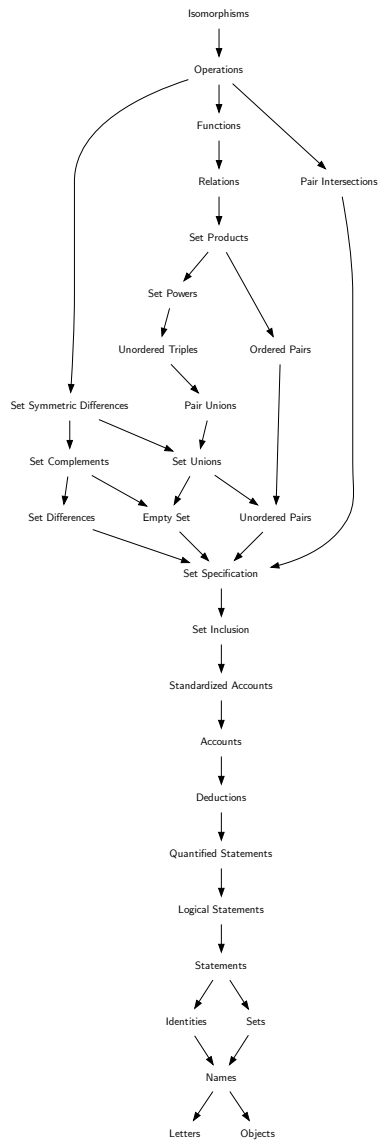 Isomorphisms
Operations
Functions
Relations
Pair Intersections
Set Products
Set Powers
Unordered Triples
Ordered Pairs
Set Symmetric Differences
Pair Unions
Set Complements
Set Unions
Set Differences
Empty Set
Unordered Pairs
Set Specification
Set Inclusion
Standardized Accounts
Accounts
Deductions
Quantified Statements
Logical Statements
Statements
Identities
Sets
Names
Letters
Objects